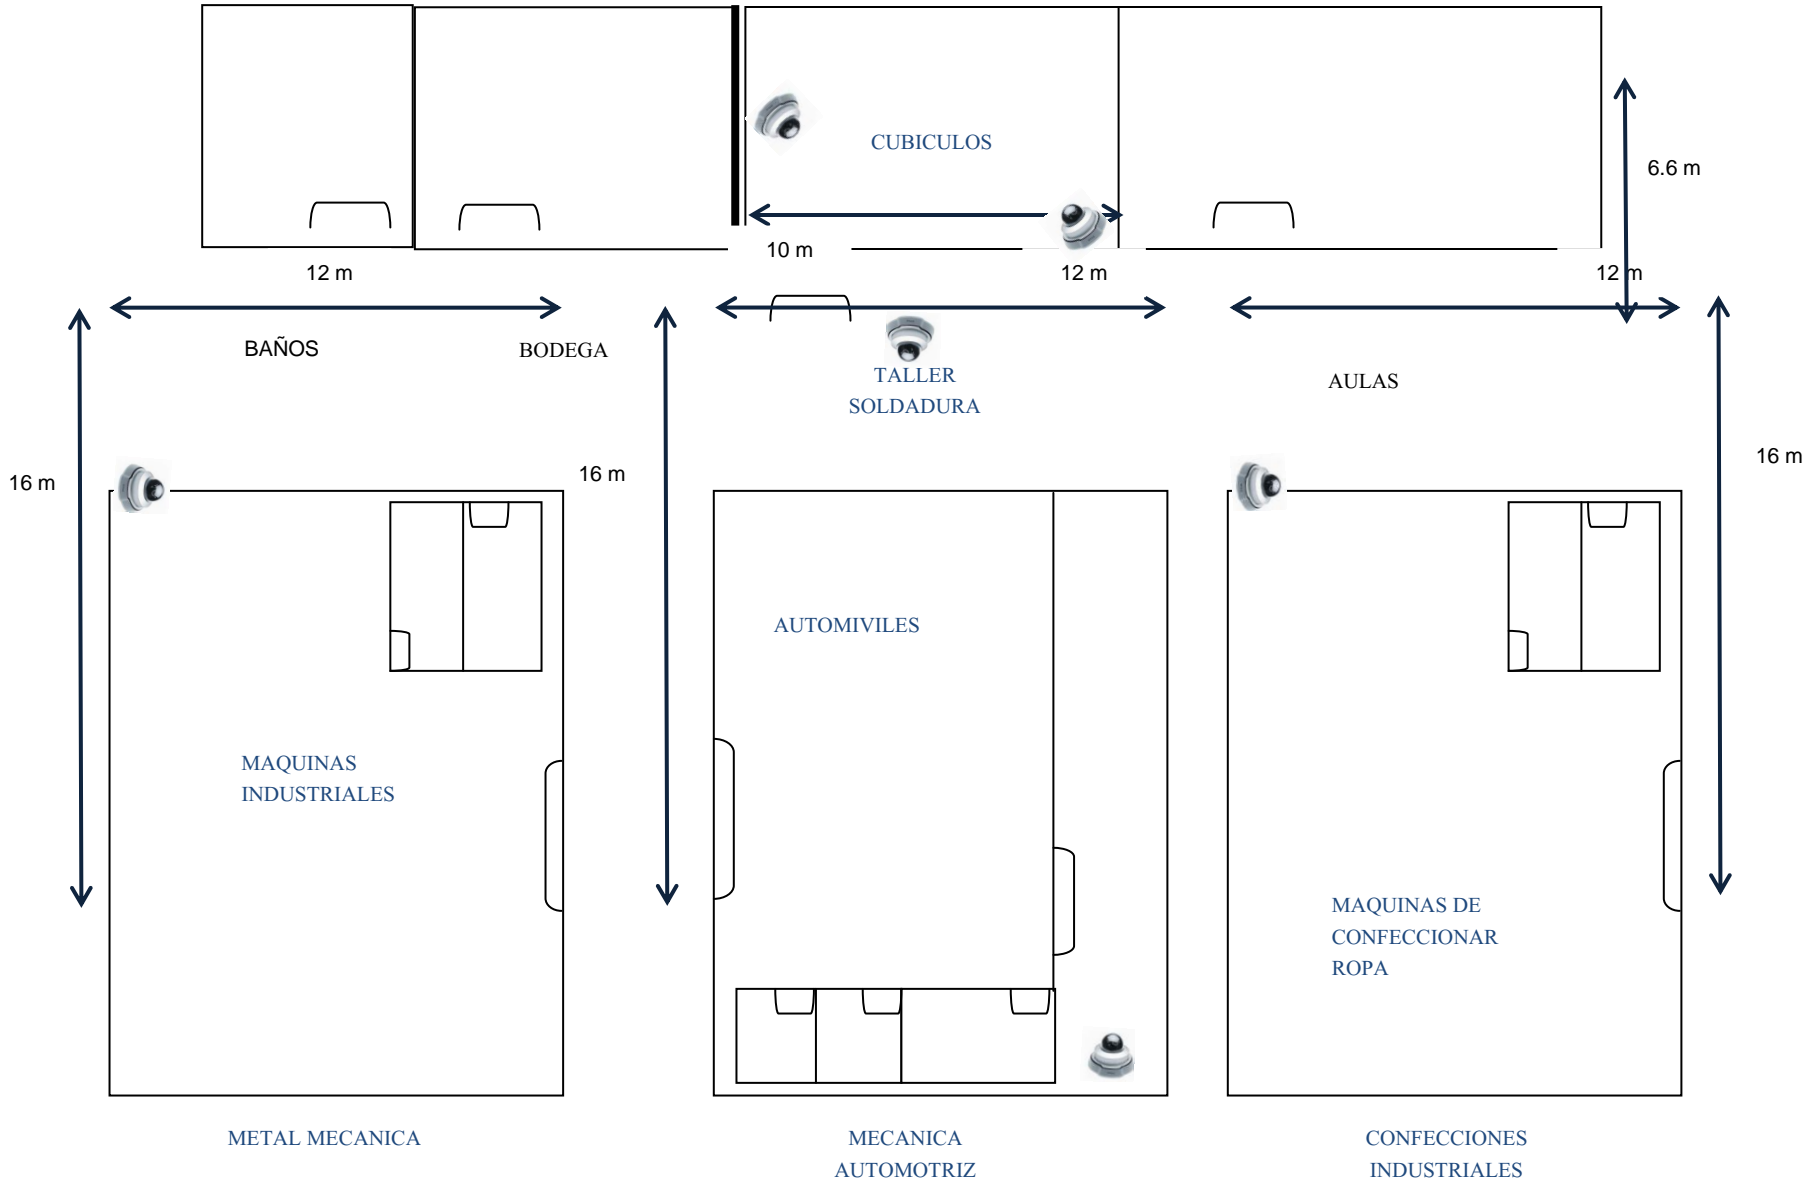 CUBICULOS
6.6 m
10 m
12 m
12 m
12 m
BAÑOS
BODEGA
TALLER
SOLDADURA
AULAS
16 m
16 m
16 m
AUTOMIVILES
MAQUINAS
INDUSTRIALES
MAQUINAS DE
CONFECCIONAR
ROPA
METAL MECANICA
MECANICA
AUTOMOTRIZ
CONFECCIONES
INDUSTRIALES